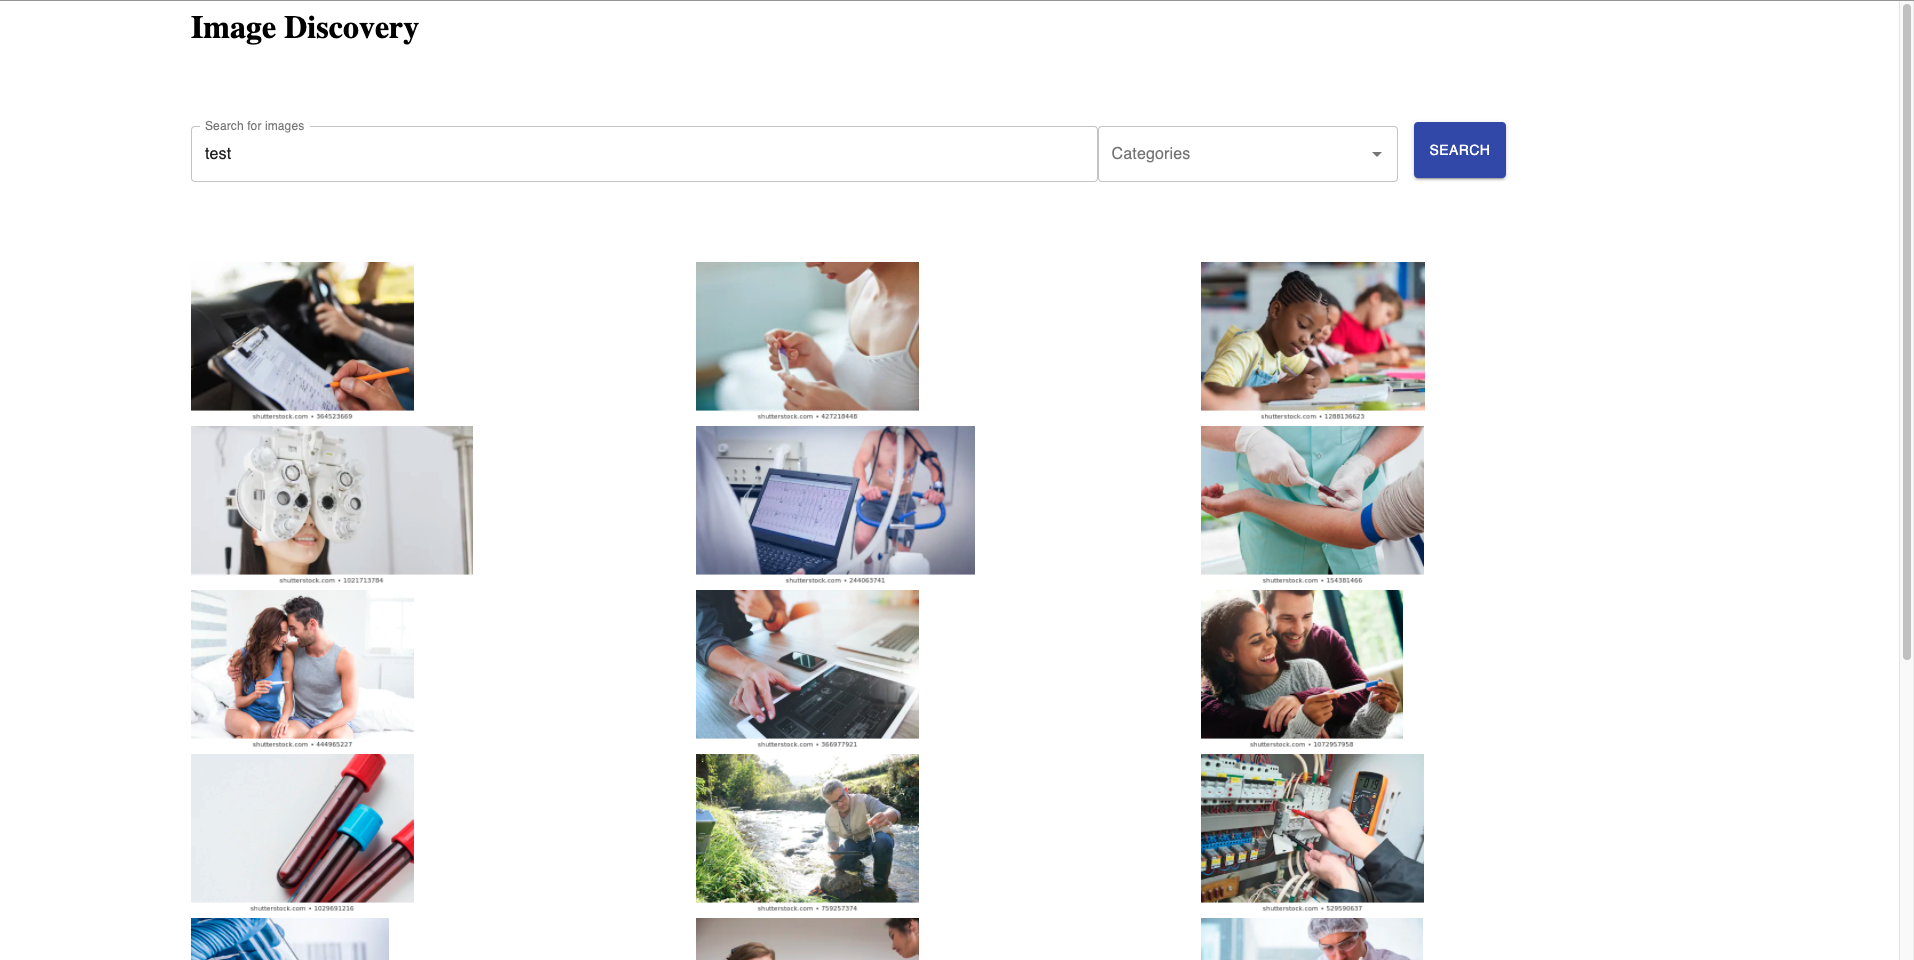 Image Discovery
Search for images
test
Categories
SEARCH
shutterstock.com • 364523669
shutterstock.com • 427218448
shutterstock.com • 1288136623
shutterstock.com • 1021713784
shutterstock.com • 244063741
shutterstock.com • 154381466
shutterstock.com • 444965227
shutterstock.com • 366977921
shutterstock.com • 1072957958
shutterstock.com • 1029691216
shutterstock.com • 759257374
shutterstock.com • 529590637